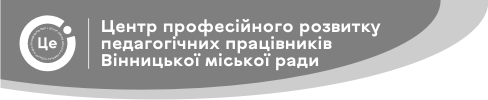 Це
Центр професійного розвитку
педагогічних працівників
Вінницької міської ради